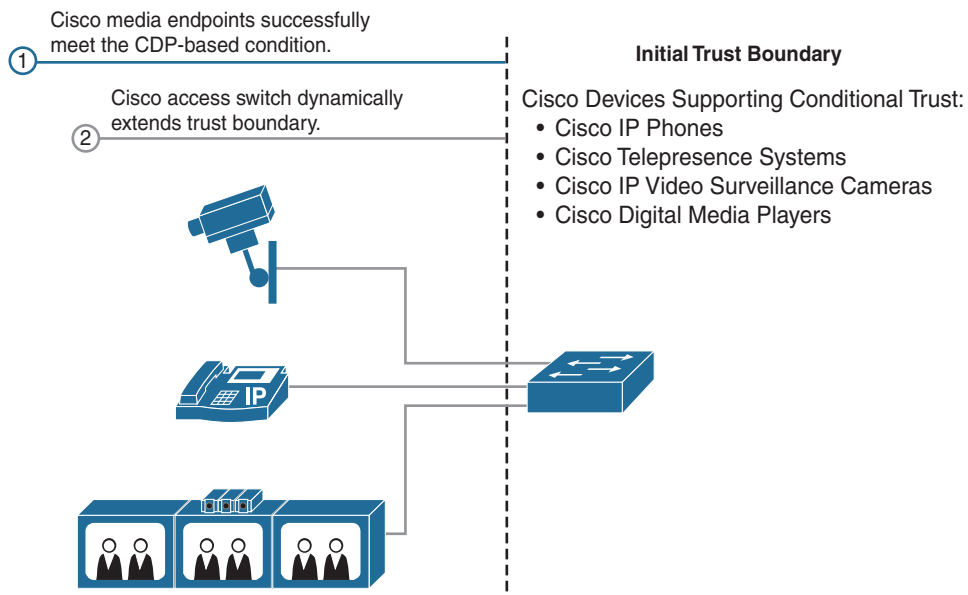 Cisco media endpoints successfully
meet the CDP-based condition.
1
Cisco access switch dynamically
extends trust boundary.
2
Initial Trust Boundary
Cisco Devices Supporting Conditional Trust:
• Cisco IP Phones
• Cisco Telepresence Systems
• Cisco IP Video Surveillance Cameras
• Cisco Digital Media Players
IP